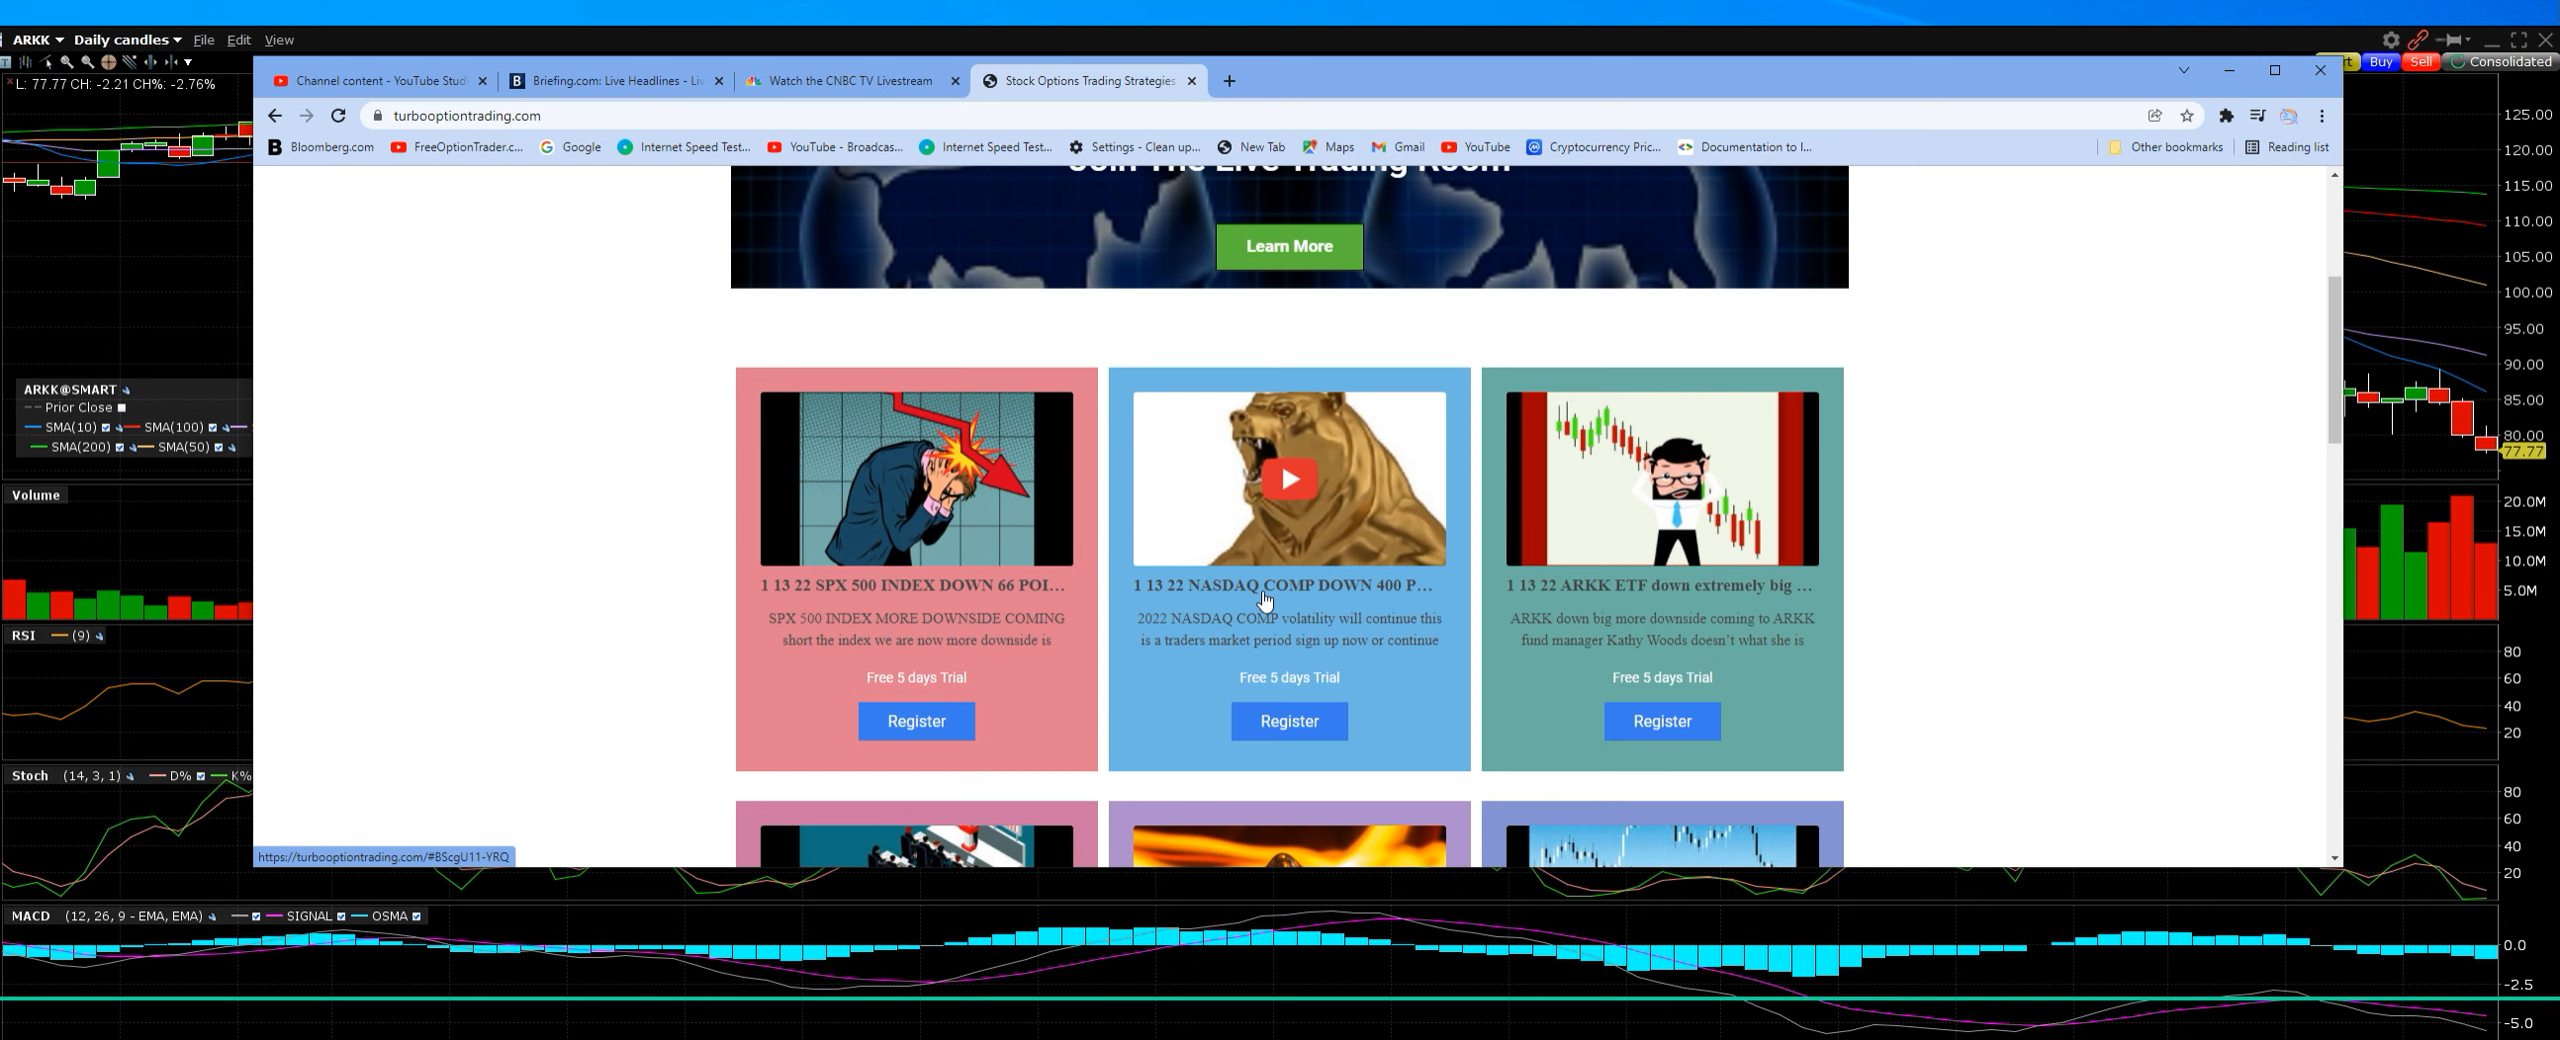 ARKK Daily candles File Edit View
L: 77.77 CH: -2.21 CH%: -2.76%
Buy Sell Consolidated
Channel content - YouTube Stud
Briefing.com: Live Headlines - Liv
Watch the CNBC TV Livestream
Stock Options Trading Strategies
turbooptiontrading.com
Bloomberg.com FreeOptionTrader.c... Google Internet Speed Test... YouTube - Broadcas... Internet Speed Test... Settings - Clean up... New Tab Maps Gmail YouTube Cryptocurrency Pric... Documentation to I... Other bookmarks Reading list
Join The Live Trading Room
Learn More
1 13 22 SPX 500 INDEX DOWN 66 POI...
SPX 500 INDEX MORE DOWNSIDE COMING
short the index we are now more downside is
Free 5 days Trial
Register
1 13 22 NASDAQ COMP DOWN 400 P...
2022 NASDAQ COMP volatility will continue this
is a traders market period sign up now or continue
Free 5 days Trial
Register
1 13 22 ARKK ETF down extremely big ...
ARKK down big more downside coming to ARKK
fund manager Kathy Woods doesn't what she is
Free 5 days Trial
Register
https://turbooptiontrading.com/#BScgU11-YRQ
ARKK@SMART
Prior Close
SMA(10) SMA(100)
SMA(200) SMA(50)
Volume
RSI (9)
Stoch (14, 3, 1) D% K%
MACD (12, 26, 9 - EMA, EMA) SIGNAL OSMA
125.00
120.00
115.00
110.00
105.00
100.00
95.00
90.00
85.00
80.00
77.77
20.0M
15.0M
10.0M
5.0M
80
60
40
20
80
60
40
20
0.0
-2.5
-5.0